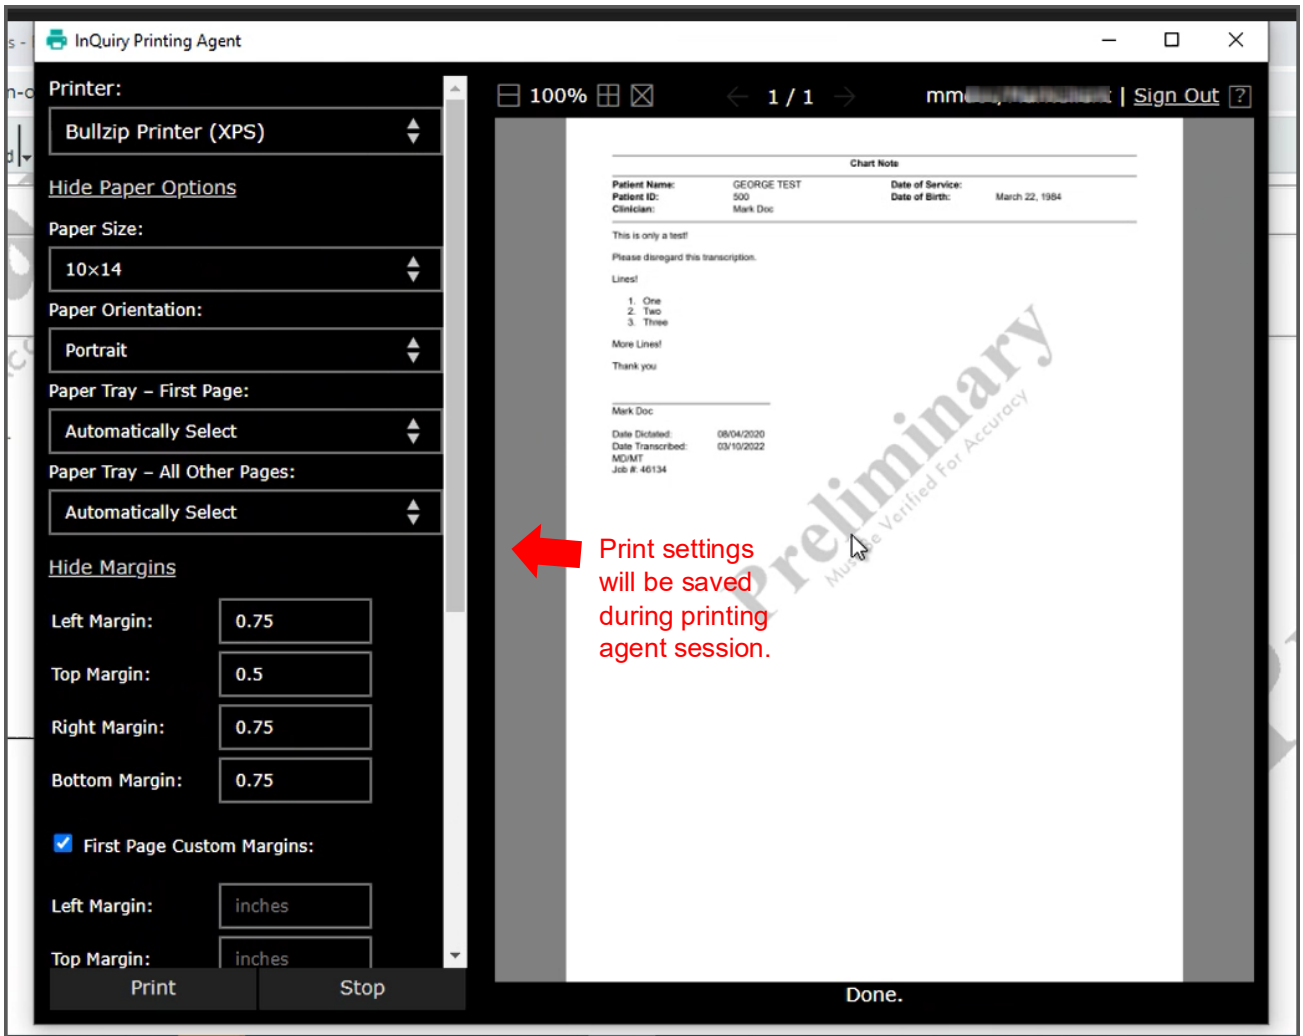 InQuiry Printing Agent
Printer:
Bullzip Printer (XPS)
Hide Paper Options
Paper Size:
10×14
Paper Orientation:
Portrait
Paper Tray – First Page:
Automatically Select
Paper Tray – All Other Pages:
Automatically Select
Hide Margins
Left Margin: 0.75
Top Margin: 0.5
Right Margin: 0.75
Bottom Margin: 0.75
First Page Custom Margins:
Left Margin: inches
Top Margin: inches
Print Stop
100% 1 / 1 | Sign Out ?
Chart Note
Patient Name: GEORGE TEST Date of Service:
Patient ID: 500 Date of Birth: March 22, 1984
Clinician: Mark Doc
This is only a test!
Please disregard this transcription.
Lines!
1. One
2. Two
3. Three
More Lines!
Thank you
Mark Doc
Date Dictated: 08/04/2020
Date Transcribed: 03/10/2022
MD/MT
Job #: 46134
Preliminary
Verified For Accuracy
Print settings
will be saved
during printing
agent session.
Done.